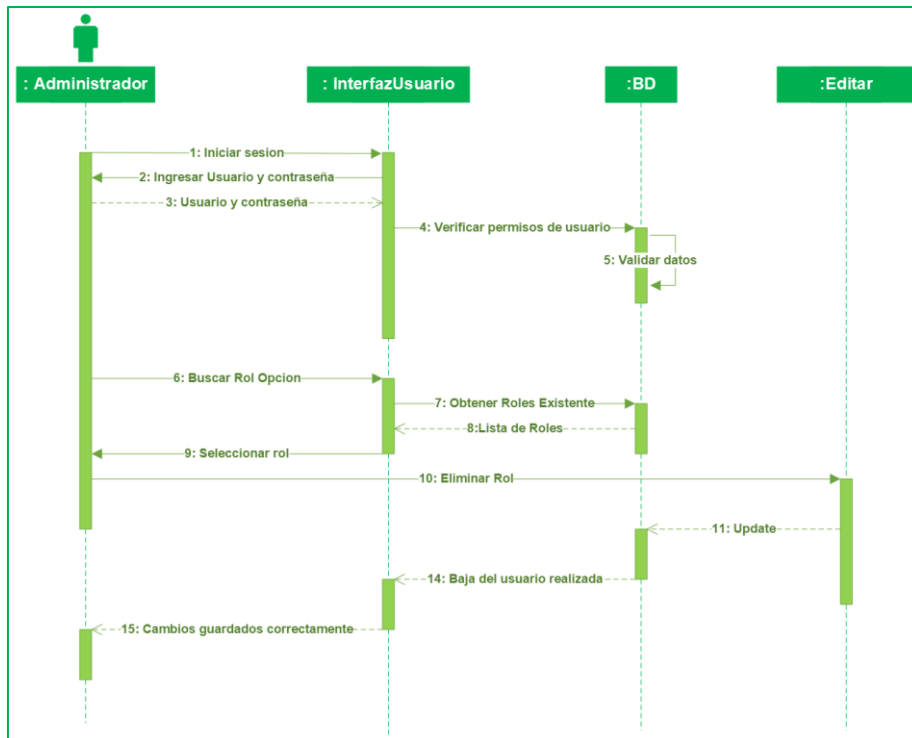 : Administrador
: InterfazUsuario
:BD
:Editar
1: Iniciar sesion
2: Ingresar Usuario y contraseña
3: Usuario y contraseña
4: Verificar permisos de usuario
5: Validar datos
6: Buscar Rol Opcion
7: Obtener Roles Existente
8:Lista de Roles
9: Seleccionar rol
10: Eliminar Rol
11: Update
14: Baja del usuario realizada
15: Cambios guardados correctamente